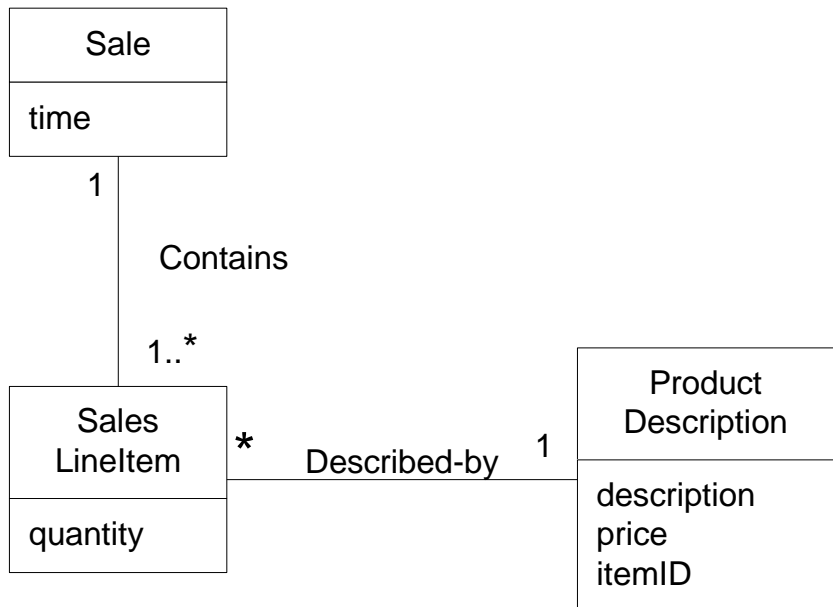 Sale
time
1
Contains
1..*
Sales
LineItem
quantity
*
Described-by
1
Product
Description
description
price
itemID